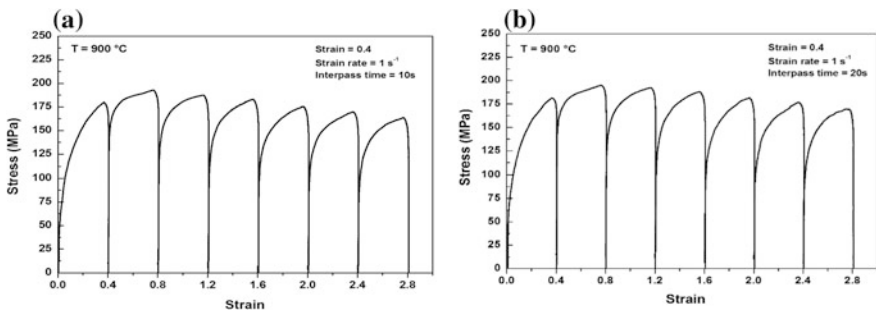 (a)
T = 900 °C
Strain = 0.4
Strain rate = 1 s⁻¹
Interpass time = 10s
Stress (MPa)
250
225
200
175
150
125
100
75
50
25
0
0.0 0.4 0.8 1.2 1.6 2.0 2.4 2.8
Strain
(b)
T = 900 °C
Strain = 0.4
Strain rate = 1 s⁻¹
Interpass time = 20s
Stress (MPa)
250
225
200
175
150
125
100
75
50
25
0
0.0 0.4 0.8 1.2 1.6 2.0 2.4 2.8
Strain